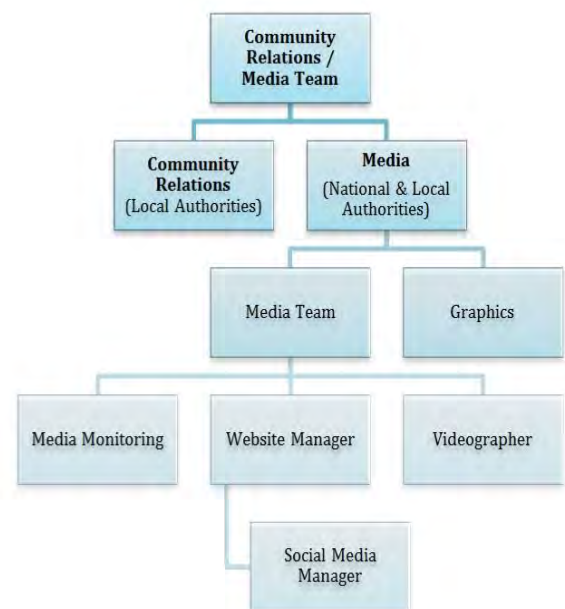 Community
Relations /
Media Team
Community
Relations
(Local Authorities)
Media
(National & Local
Authorities)
Media Team
Graphics
Media Monitoring
Website Manager
Videographer
Social Media
Manager